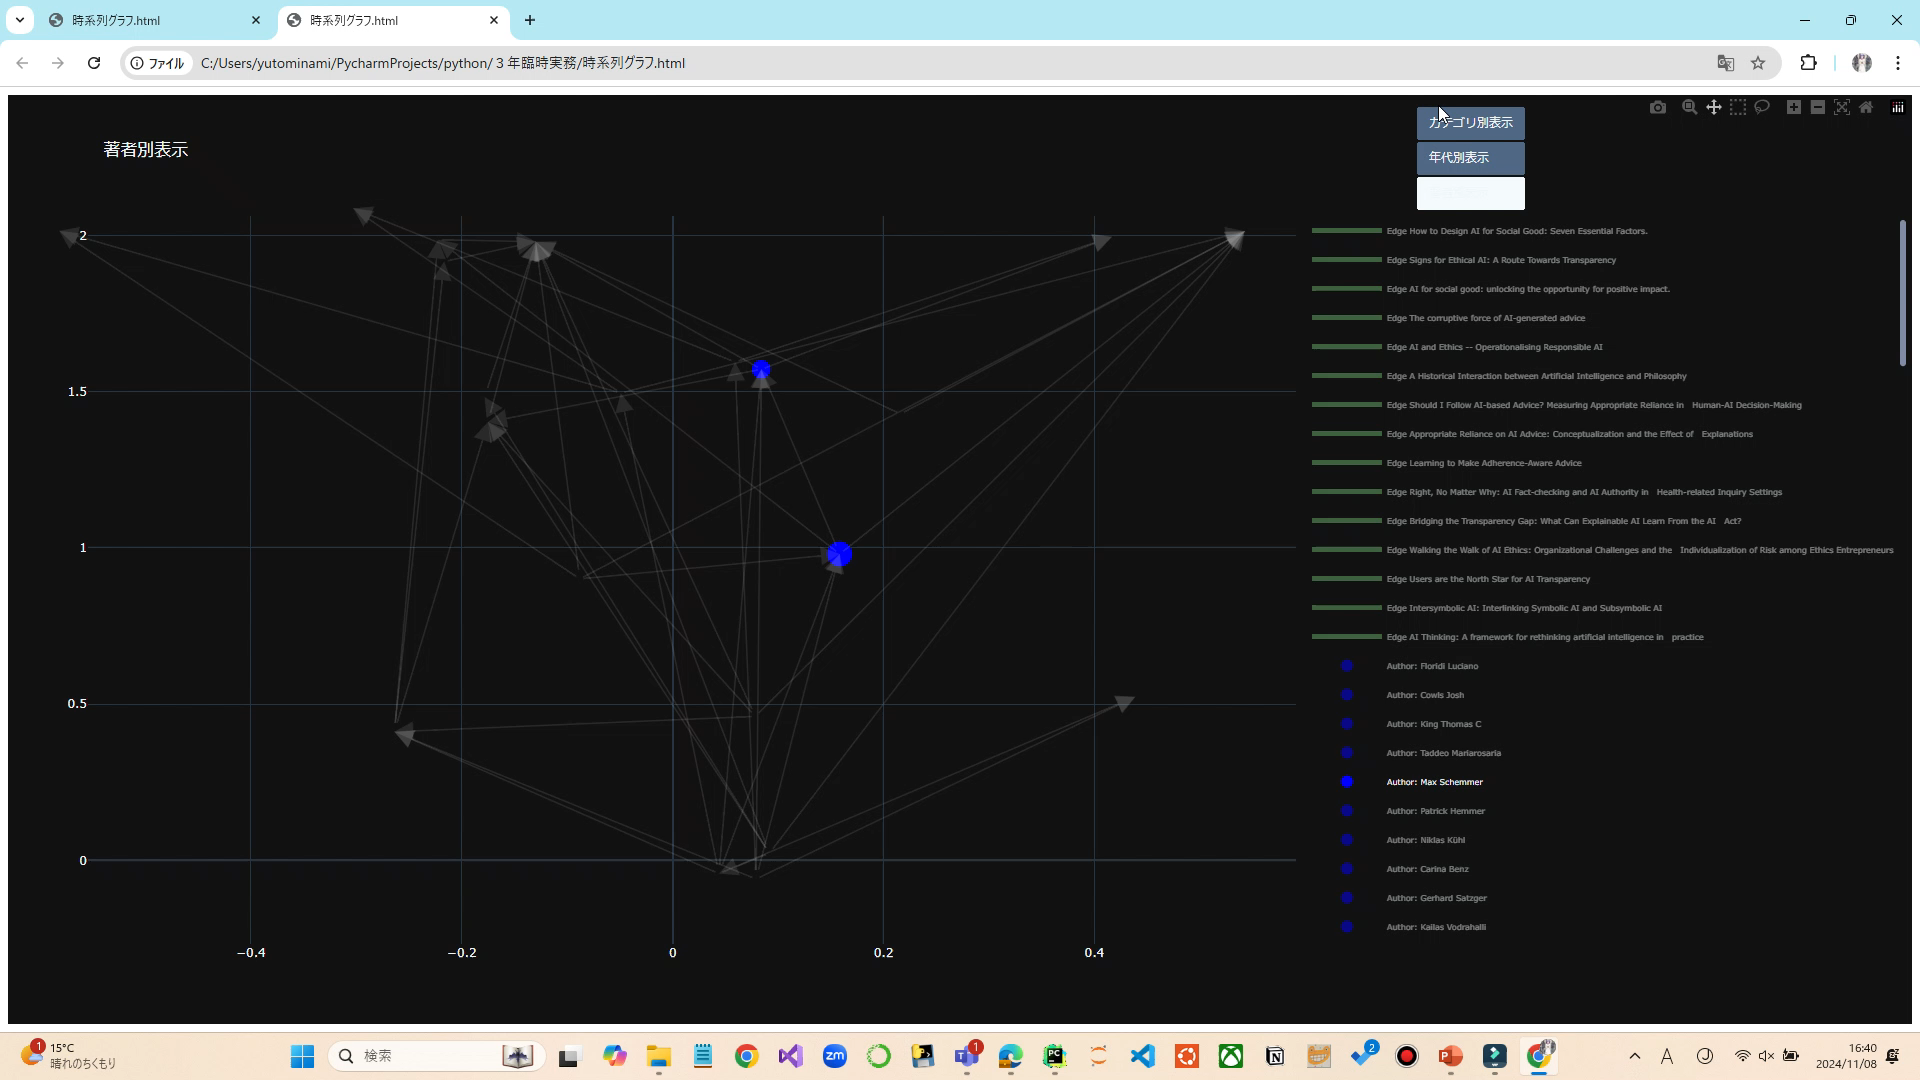 時系列グラフ.html
時系列グラフ.html
ファイル
C:/Users/yutominami/PycharmProjects/python/３年臨時実務/時系列グラフ.html
著者別表示
カテゴリ別表示
年代別表示
2
1.5
1
0.5
0
−0.4
−0.2
0
0.2
0.4
Edge How to Design AI for Social Good: Seven Essential Factors.
Edge Signs for Ethical AI: A Route Towards Transparency
Edge AI for social good: unlocking the opportunity for positive impact.
Edge The corruptive force of AI-generated advice
Edge AI and Ethics -- Operationalising Responsible AI
Edge A Historical Interaction between Artificial Intelligence and Philosophy
Edge Should I Follow AI-based Advice? Measuring Appropriate Reliance in Human-AI Decision-Making
Edge Appropriate Reliance on AI Advice: Conceptualization and the Effect of Explanations
Edge Learning to Make Adherence-Aware Advice
Edge Right, No Matter Why: AI Fact-checking and AI Authority in Health-related Inquiry Settings
Edge Bridging the Transparency Gap: What Can Explainable AI Learn From the AI Act?
Edge Walking the Walk of AI Ethics: Organizational Challenges and the Individualization of Risk among Ethics Entrepreneurs
Edge Users are the North Star for AI Transparency
Edge Intersymbolic AI: Interlinking Symbolic AI and Subsymbolic AI
Edge AI Thinking: A framework for rethinking artificial intelligence in practice
Author: Floridi Luciano
Author: Cowls Josh
Author: King Thomas C
Author: Taddeo Mariarosaria
Author: Max Schemmer
Author: Patrick Hemmer
Author: Niklas Kühl
Author: Carina Benz
Author: Gerhard Satzger
Author: Kailas Vodrahalli
1
15°C
晴れのちくもり
検索
zm
1
PC
2
A
16:40
2024/11/08